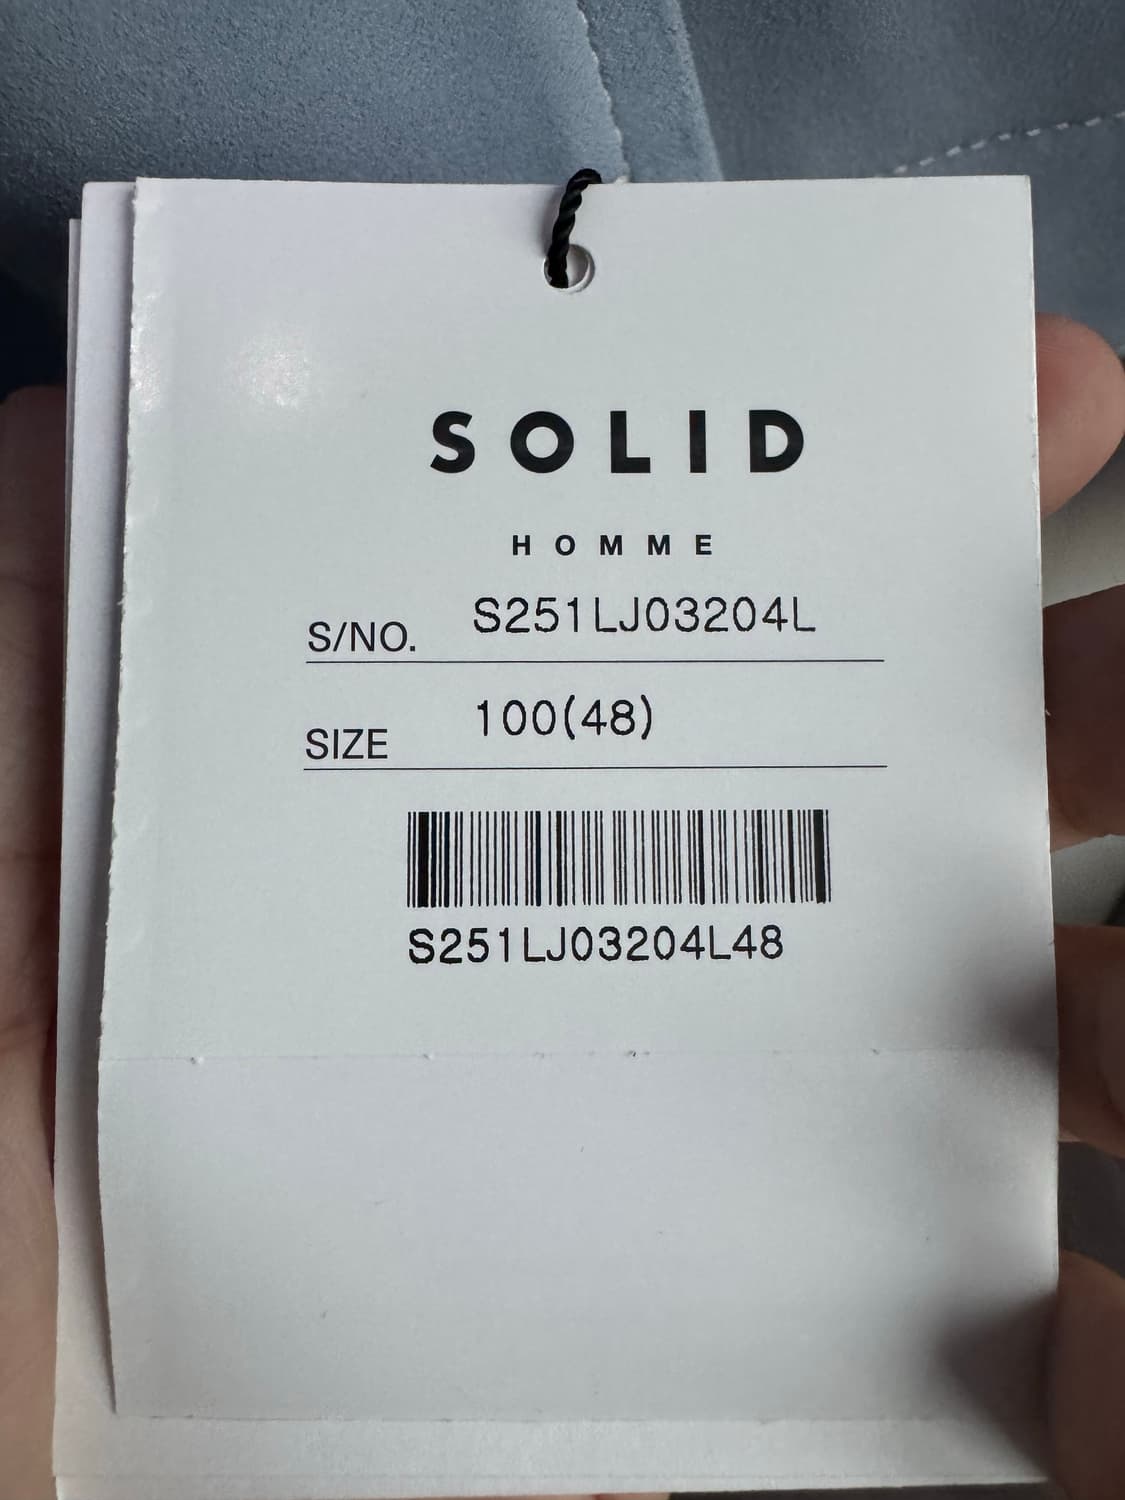 SOLID
HOMME
S/NO. S251LJ03204L
SIZE 100(48)
S251LJ03204L48